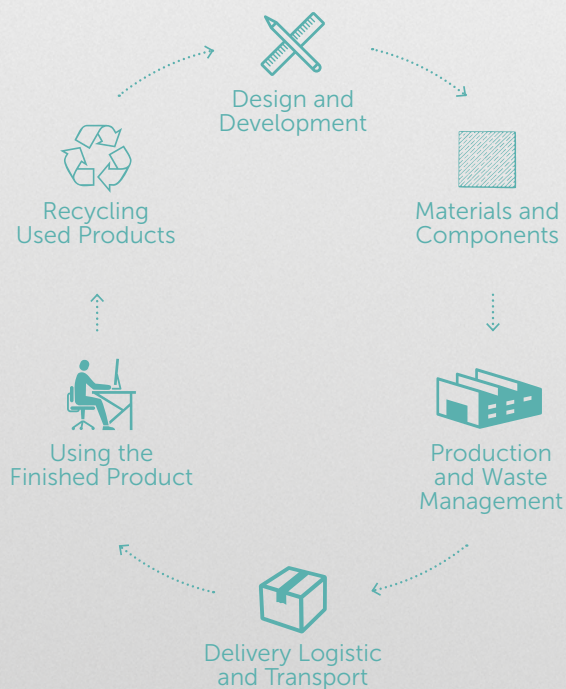 Design and
Development
Materials and
Components
Production
and Waste
Management
Delivery Logistic
and Transport
Using the
Finished Product
Recycling
Used Products